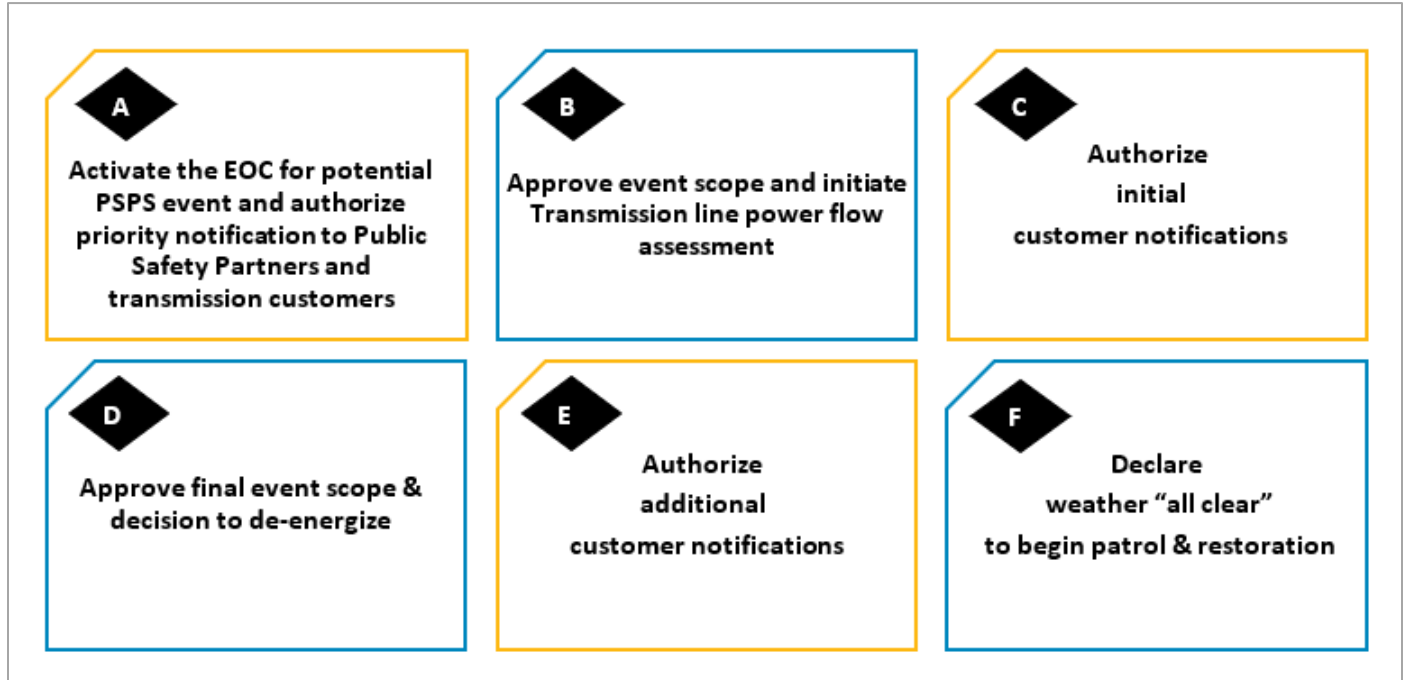 A
Activate the EOC for potential
PSPS event and authorize
priority notification to Public
Safety Partners and
transmission customers
B
Approve event scope and initiate
Transmission line power flow
assessment
C
Authorize
initial
customer notifications
D
Approve final event scope &
decision to de-energize
E
Authorize
additional
customer notifications
F
Declare
weather “all clear”
to begin patrol & restoration